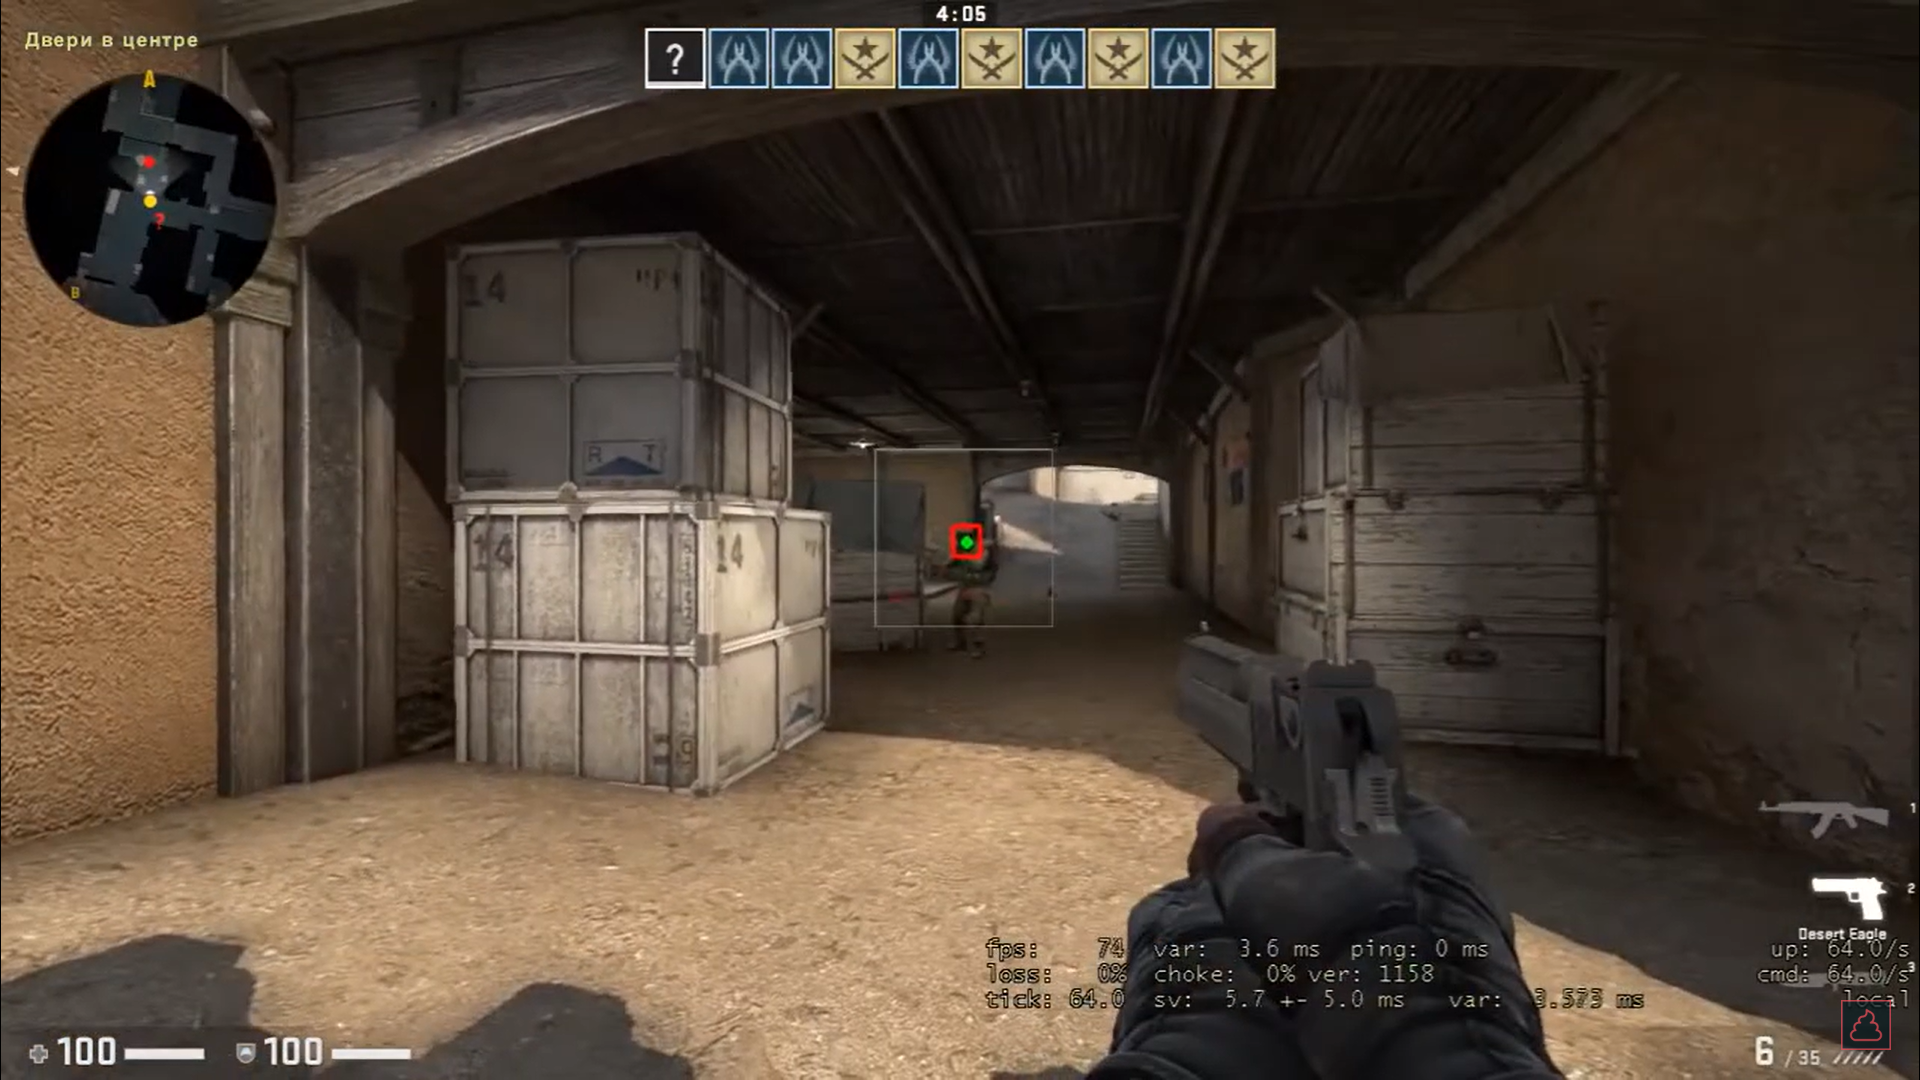 4:05
Двери в центре
?
A
?
B
14
R T
14
14
1
2
Desert Eagle
fps: 74 var: 3.6 ms ping: 0 ms up: 64.0/s
loss: 0% choke: 0% ver: 1158 cmd: 64.0/s
3
tick: 64.0 sv: 5.7 +- 5.0 ms var: 3.573 ms local
100 100 6 / 35